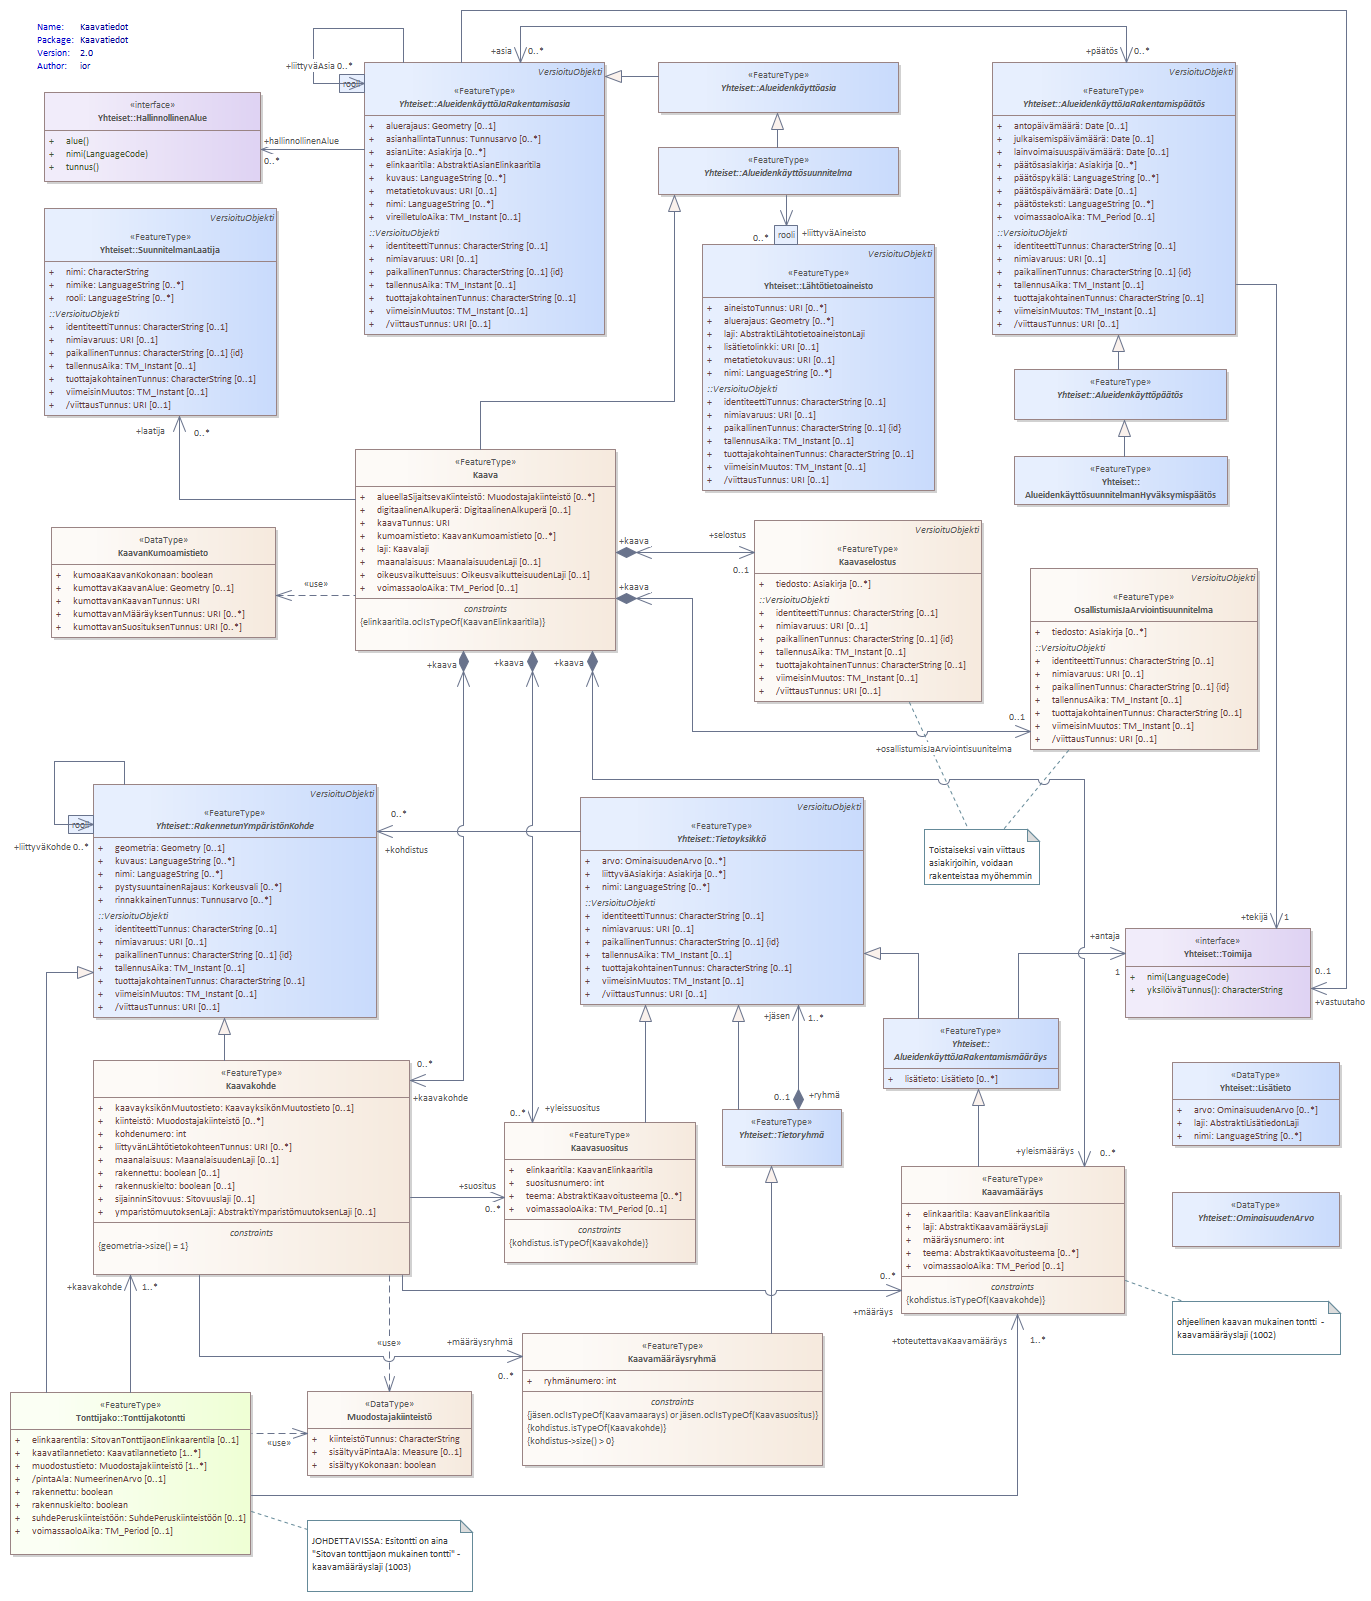 Name: Kaavatiedot
Package: Kaavatiedot
Version: 2.0
Author: ior
+liittyväAsia 0..*
rooli
+asia
0..*
+päätös
0..*
«interface»
Yhteiset::HallinnollinenAlue
+ alue()
+ nimi(LanguageCode)
+ tunnus()
+hallinnollinenAlue
0..*
VersioituObjekti
«FeatureType»
Yhteiset::AlueidenkäyttöJaRakentamisasia
+ aluerajaus: Geometry [0..1]
+ asianhallintaTunnus: Tunnusarvo [0..*]
+ asianLiite: Asiakirja [0..*]
+ elinkaaritila: AbstraktiAsianElinkaaritila
+ kuvaus: LanguageString [0..*]
+ metatietokuvaus: URI [0..1]
+ nimi: LanguageString [0..*]
+ vireilletuloAika: TM_Instant [0..1]
::VersioituObjekti
+ identiteettiTunnus: CharacterString [0..1]
+ nimiavaruus: URI [0..1]
+ paikallinenTunnus: CharacterString [0..1] {id}
+ tallennusAika: TM_Instant [0..1]
+ tuottajakohtainenTunnus: CharacterString [0..1]
+ viimeisinMuutos: TM_Instant [0..1]
+ /viittausTunnus: URI [0..1]
«FeatureType»
Yhteiset::Alueidenkäyttöasia
«FeatureType»
Yhteiset::Alueidenkäyttösuunnitelma
0..*
rooli
+liittyväAineisto
VersioituObjekti
«FeatureType»
Yhteiset::Lähtötietoaineisto
+ aineistoTunnus: URI [0..*]
+ aluerajaus: Geometry [0..*]
+ laji: AbstraktiLähtotietoaineistonLaji
+ lisätietolinkki: URI [0..1]
+ metatietokuvaus: URI [0..1]
+ nimi: LanguageString [0..*]
::VersioituObjekti
+ identiteettiTunnus: CharacterString [0..1]
+ nimiavaruus: URI [0..1]
+ paikallinenTunnus: CharacterString [0..1] {id}
+ tallennusAika: TM_Instant [0..1]
+ tuottajakohtainenTunnus: CharacterString [0..1]
+ viimeisinMuutos: TM_Instant [0..1]
+ /viittausTunnus: URI [0..1]
VersioituObjekti
«FeatureType»
Yhteiset::AlueidenkäyttöJaRakentamispäätös
+ antopäivämäärä: Date [0..1]
+ julkaisemispäivämäärä: Date [0..1]
+ lainvoimaisuuspäivämäärä: Date [0..1]
+ päätösasiakirja: Asiakirja [0..*]
+ päätöspykälä: LanguageString [0..*]
+ päätöspäivämäärä: Date [0..1]
+ päätösteksti: LanguageString [0..*]
+ voimassaoloAika: TM_Period [0..1]
::VersioituObjekti
+ identiteettiTunnus: CharacterString [0..1]
+ nimiavaruus: URI [0..1]
+ paikallinenTunnus: CharacterString [0..1] {id}
+ tallennusAika: TM_Instant [0..1]
+ tuottajakohtainenTunnus: CharacterString [0..1]
+ viimeisinMuutos: TM_Instant [0..1]
+ /viittausTunnus: URI [0..1]
«FeatureType»
Yhteiset::Alueidenkäyttöpäätös
«FeatureType»
Yhteiset::
AlueidenkäyttösuunnitelmanHyväksymispäätös
VersioituObjekti
«FeatureType»
Yhteiset::SuunnitelmanLaatija
+ nimi: CharacterString
+ nimike: LanguageString [0..*]
+ rooli: LanguageString [0..*]
::VersioituObjekti
+ identiteettiTunnus: CharacterString [0..1]
+ nimiavaruus: URI [0..1]
+ paikallinenTunnus: CharacterString [0..1] {id}
+ tallennusAika: TM_Instant [0..1]
+ tuottajakohtainenTunnus: CharacterString [0..1]
+ viimeisinMuutos: TM_Instant [0..1]
+ /viittausTunnus: URI [0..1]
+laatija
0..*
«FeatureType»
Kaava
+ alueellaSijaitsevaKiinteistö: Muodostajakiinteistö [0..*]
+ digitaalinenAlkuperä: DigitaalinenAlkuperä [0..1]
+ kaavaTunnus: URI
+ kumoamistieto: KaavanKumoamistieto [0..*]
+ laji: Kaavalaji
+ maanalaisuus: MaanalaisuudenLaji [0..1]
+ oikeusvaikutteisuus: OikeusvaikutteisuudenLaji [0..1]
+ voimassaoloAika: TM_Period [0..1]
constraints
{elinkaaritila.oclIsTypeOf(KaavanElinkaaritila)}
«DataType»
KaavanKumoamistieto
+ kumoaaKaavanKokonaan: boolean
+ kumottavaKaavanAlue: Geometry [0..1]
+ kumottavanKaavanTunnus: URI
+ kumottavanMääräyksenTunnus: URI [0..*]
+ kumottavanSuosituksenTunnus: URI [0..*]
«use»
+kaava
+selostus
0..1
+kaava
VersioituObjekti
«FeatureType»
Kaavaselostus
+ tiedosto: Asiakirja [0..*]
::VersioituObjekti
+ identiteettiTunnus: CharacterString [0..1]
+ nimiavaruus: URI [0..1]
+ paikallinenTunnus: CharacterString [0..1] {id}
+ tallennusAika: TM_Instant [0..1]
+ tuottajakohtainenTunnus: CharacterString [0..1]
+ viimeisinMuutos: TM_Instant [0..1]
+ /viittausTunnus: URI [0..1]
VersioituObjekti
«FeatureType»
OsallistumisJaArviointisuunnitelma
+ tiedosto: Asiakirja [0..*]
::VersioituObjekti
+ identiteettiTunnus: CharacterString [0..1]
+ nimiavaruus: URI [0..1]
+ paikallinenTunnus: CharacterString [0..1] {id}
+ tallennusAika: TM_Instant [0..1]
+ tuottajakohtainenTunnus: CharacterString [0..1]
+ viimeisinMuutos: TM_Instant [0..1]
+ /viittausTunnus: URI [0..1]
+kaava
+kaava
+kaava
0..1
+osallistumisJaArviointisuunnitelma
Toistaiseksi vain viittaus
asiakirjoihin, voidaan
rakenteistaa myöhemmin
rooli
+liittyväKohde 0..*
VersioituObjekti
«FeatureType»
Yhteiset::RakennetunYmpäristönKohde
+ geometria: Geometry [0..1]
+ kuvaus: LanguageString [0..*]
+ nimi: LanguageString [0..*]
+ pystysuuntainenRajaus: Korkeusvali [0..*]
+ rinnakkainenTunnus: Tunnusarvo [0..*]
::VersioituObjekti
+ identiteettiTunnus: CharacterString [0..1]
+ nimiavaruus: URI [0..1]
+ paikallinenTunnus: CharacterString [0..1] {id}
+ tallennusAika: TM_Instant [0..1]
+ tuottajakohtainenTunnus: CharacterString [0..1]
+ viimeisinMuutos: TM_Instant [0..1]
+ /viittausTunnus: URI [0..1]
0..*
+kohdistus
VersioituObjekti
«FeatureType»
Yhteiset::Tietoyksikkö
+ arvo: OminaisuudenArvo [0..*]
+ liittyväAsiakirja: Asiakirja [0..*]
+ nimi: LanguageString [0..*]
::VersioituObjekti
+ identiteettiTunnus: CharacterString [0..1]
+ nimiavaruus: URI [0..1]
+ paikallinenTunnus: CharacterString [0..1] {id}
+ tallennusAika: TM_Instant [0..1]
+ tuottajakohtainenTunnus: CharacterString [0..1]
+ viimeisinMuutos: TM_Instant [0..1]
+ /viittausTunnus: URI [0..1]
+tekijä
1
+antaja
1
«interface»
Yhteiset::Toimija
+ nimi(LanguageCode)
+ yksilöiväTunnus(): CharacterString
0..1
+vastuutaho
+jäsen
1..*
«FeatureType»
Yhteiset::
AlueidenkäyttöJaRakentamismääräys
+ lisätieto: Lisätieto [0..*]
«DataType»
Yhteiset::Lisätieto
+ arvo: OminaisuudenArvo [0..*]
+ laji: AbstraktiLisätiedonLaji
+ nimi: LanguageString [0..*]
«DataType»
Yhteiset::OminaisuudenArvo
0..*
+kaavakohde
0..1
+ryhmä
0..*
+yleissuositus
«FeatureType»
Yhteiset::Tietoryhmä
+yleismääräys
0..*
«FeatureType»
Kaavakohde
+ kaavayksikönMuutostieto: KaavayksikönMuutostieto [0..1]
+ kiinteistö: Muodostajakiinteistö [0..*]
+ kohdenumero: int
+ liittyvänLähtötietokohteenTunnus: URI [0..*]
+ maanalaisuus: MaanalaisuudenLaji [0..1]
+ rakennettu: boolean [0..1]
+ rakennuskielto: boolean [0..1]
+ sijainninSitovuus: Sitovuuslaji [0..1]
+ ymparistömuutoksenLaji: AbstraktiYmparistömuutoksenLaji [0..1]
constraints
{geometria->size() = 1}
+suositus
0..*
«FeatureType»
Kaavasuositus
+ elinkaaritila: KaavanElinkaaritila
+ suositusnumero: int
+ teema: AbstraktiKaavoitusteema [0..*]
+ voimassaoloAika: TM_Period [0..1]
constraints
{kohdistus.isTypeOf(Kaavakohde)}
«FeatureType»
Kaavamääräys
+ elinkaaritila: KaavanElinkaaritila
+ laji: AbstraktiKaavamääräysLaji
+ määräysnumero: int
+ teema: AbstraktiKaavoitusteema [0..*]
+ voimassaoloAika: TM_Period [0..1]
constraints
{kohdistus.isTypeOf(Kaavakohde)}
0..*
+määräys
ohjeellinen kaavan mukainen tontti -
kaavamääräyslaji (1002)
+toteutettavaKaavamääräys
1..*
+kaavakohde
1..*
«use»
+määräysryhmä
0..*
«FeatureType»
Kaavamääräysryhmä
+ ryhmänumero: int
constraints
{jäsen.oclIsTypeOf(Kaavamaarays) or jäsen.oclIsTypeOf(Kaavasuositus)}
{kohdistus.isTypeOf(Kaavakohde)}
{kohdistus->size() > 0}
«FeatureType»
Tonttijako::Tonttijakotontti
+ elinkaarentila: SitovanTonttijaonElinkaarentila [0..1]
+ kaavatilannetieto: Kaavatilannetieto [1..*]
+ muodostustieto: Muodostajakiinteistö [1..*]
+ /pintaAla: NumeerinenArvo [0..1]
+ rakennettu: boolean
+ rakennuskielto: boolean
+ suhdePeruskiinteistöön: SuhdePeruskiinteistöön [0..1]
+ voimassaoloAika: TM_Period [0..1]
«use»
«DataType»
Muodostajakiinteistö
+ kiinteistöTunnus: CharacterString
+ sisäityväPintaAla: Measure [0..1]
+ sisältyyKokonaan: boolean
JOHDETTAVISSA: Esitontti on aina
"Sitovan tonttijaon mukainen tontti" -
kaavamääräyslaji (1003)